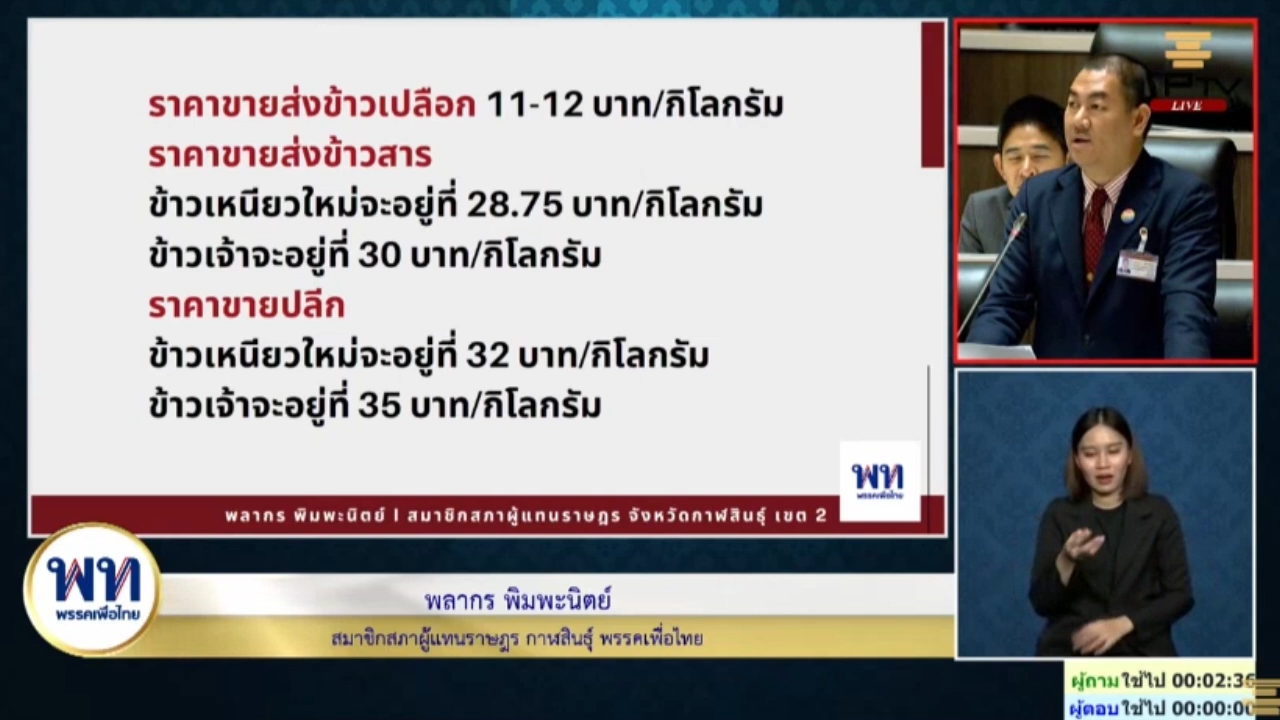 ราคาขายส่งข้าวเปลือก 11-12 บาท/กิโลกรัม
ราคาขายส่งข้าวสาร
ข้าวเหนียวใหม่จะอยู่ที่ 28.75 บาท/กิโลกรัม
ข้าวเจ้าจะอยู่ที่ 30 บาท/กิโลกรัม
ราคาขายปลีก
ข้าวเหนียวใหม่จะอยู่ที่ 32 บาท/กิโลกรัม
ข้าวเจ้าจะอยู่ที่ 35 บาท/กิโลกรัม
พท
พรรคเพื่อไทย
พลากร พิมพะนิตย์ l สมาชิกสภาผู้แทนราษฎร จังหวัดกาฬสินธุ์ เขต 2
LIVE
พท
พรรคเพื่อไทย
พลากร พิมพะนิตย์
สมาชิกสภาผู้แทนราษฎร กาฬสินธุ์ พรรคเพื่อไทย
ผู้ถาม ใช้ไป 00:02:36
ผู้ตอบ ใช้ไป 00:00:00